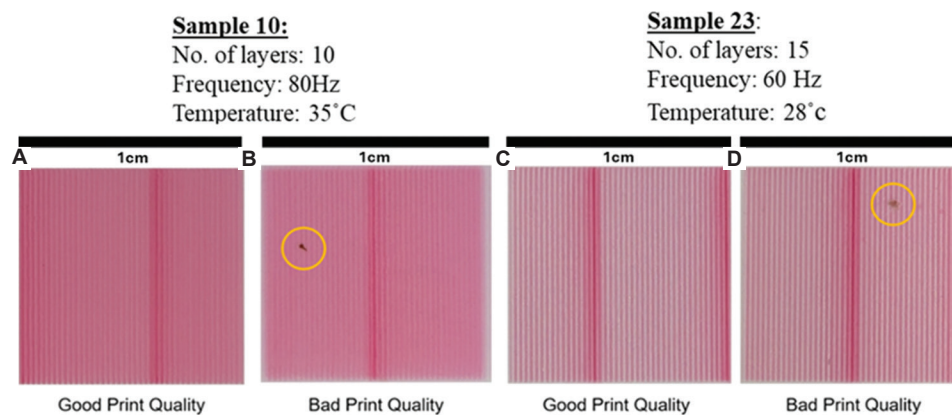 Sample 10:
No. of layers: 10
Frequency: 80Hz
Temperature: 35˚C
Sample 23:
No. of layers: 15
Frequency: 60 Hz
Temperature: 28˚c
A
1cm
B
1cm
C
1cm
D
1cm
Good Print Quality
Bad Print Quality
Good Print Quality
Bad Print Quality